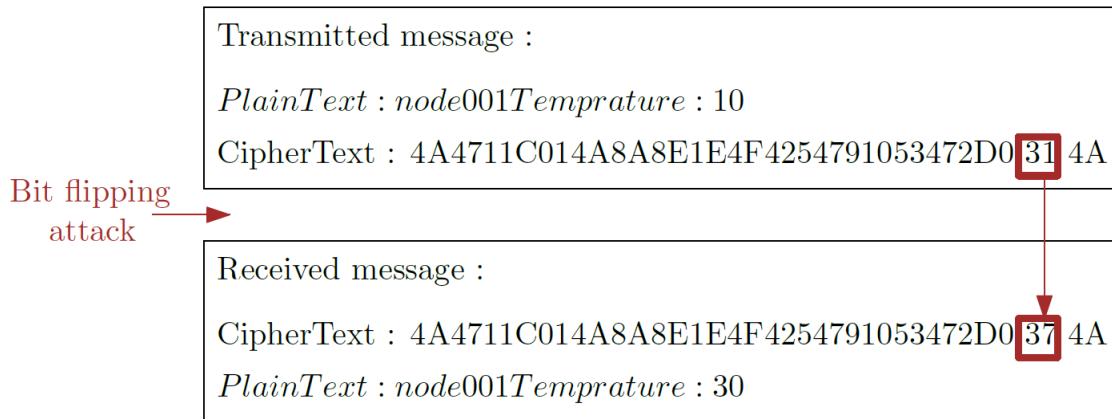 Transmitted message :
PlainText : node001Temprature : 10
CipherText : 4A4711C014A8A8E1E4F4254791053472D0 31 4A
Bit flipping
attack
Received message :
CipherText : 4A4711C014A8A8E1E4F4254791053472D0 37 4A
PlainText : node001Temprature : 30